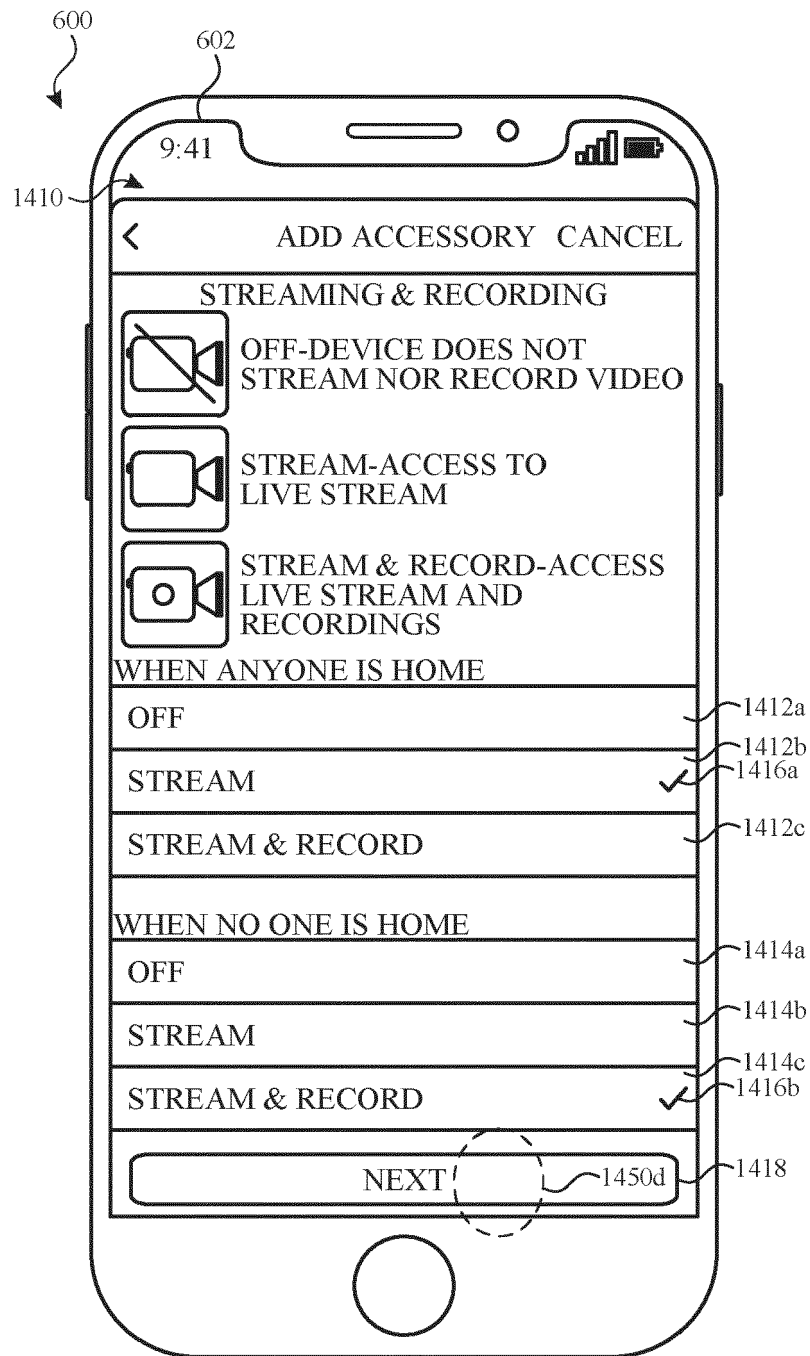 600
602
9:41
1410
< ADD ACCESSORY CANCEL
STREAMING & RECORDING
OFF-DEVICE DOES NOT
STREAM NOR RECORD VIDEO
STREAM-ACCESS TO
LIVE STREAM
STREAM & RECORD-ACCESS
LIVE STREAM AND
RECORDINGS
WHEN ANYONE IS HOME
OFF 1412a
1412b
STREAM 1416a
STREAM & RECORD 1412c
WHEN NO ONE IS HOME
OFF 1414a
STREAM 1414b
1414c
STREAM & RECORD 1416b
NEXT 1450d 1418